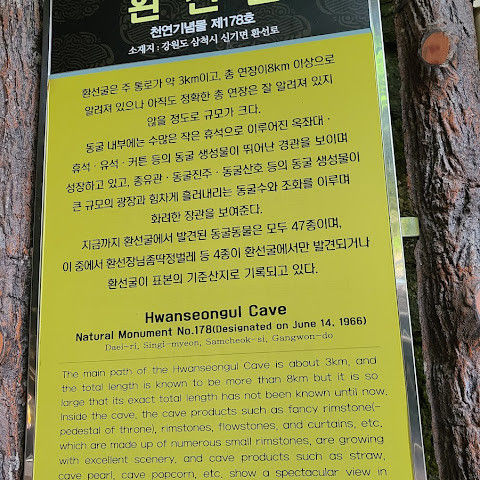 천연기념물 제178호
소재지 : 강원도 삼척시 신기면 환선로
환선굴은 주 통로가 약 3km이고, 총 연장이8km 이상으로
알려져 있으나 아직도 정확한 총 연장은 잘 알려져 있지
않을 정도로 규모가 크다.
동굴 내부에는 수많은 작은 휴석으로 이루어진 옥좌대 ·
휴석 · 유석 · 커튼 등의 동굴 생성물이 뛰어난 경관을 보이며
성장하고 있고, 종유관 · 동굴진주 · 동굴산호 등의 동굴 생성물이
큰 규모의 광장과 힘차게 흘러내리는 동굴수와 조화를 이루며
화려한 장관을 보여준다.
지금까지 환선굴에서 발견된 동굴동물은 모두 47종이며,
이 중에서 환선장님좀딱정벌레 등 4종이 환선굴에서만 발견되거나
환선굴이 표본의 기준산지로 기록되고 있다.
Hwanseongul Cave
Natural Monument No.178(Designated on June 14, 1966)
Daei-ri, Singi-myeon, Samcheok-si, Gangwon-do
The main path of the Hwanseongul Cave is about 3km, and
the total length is known to be more than 8km but it is so
large that its exact total length has not been known until now.
Inside the cave, the cave products such as fancy rimstone(-
pedestal of throne), rimstones, flowstones, and curtains, etc.
which are made up of numerous small rimstones, are growing
with excellent scenery, and cave products such as straw,
cave pearl, cave popcorn, etc. show a spectacular view in